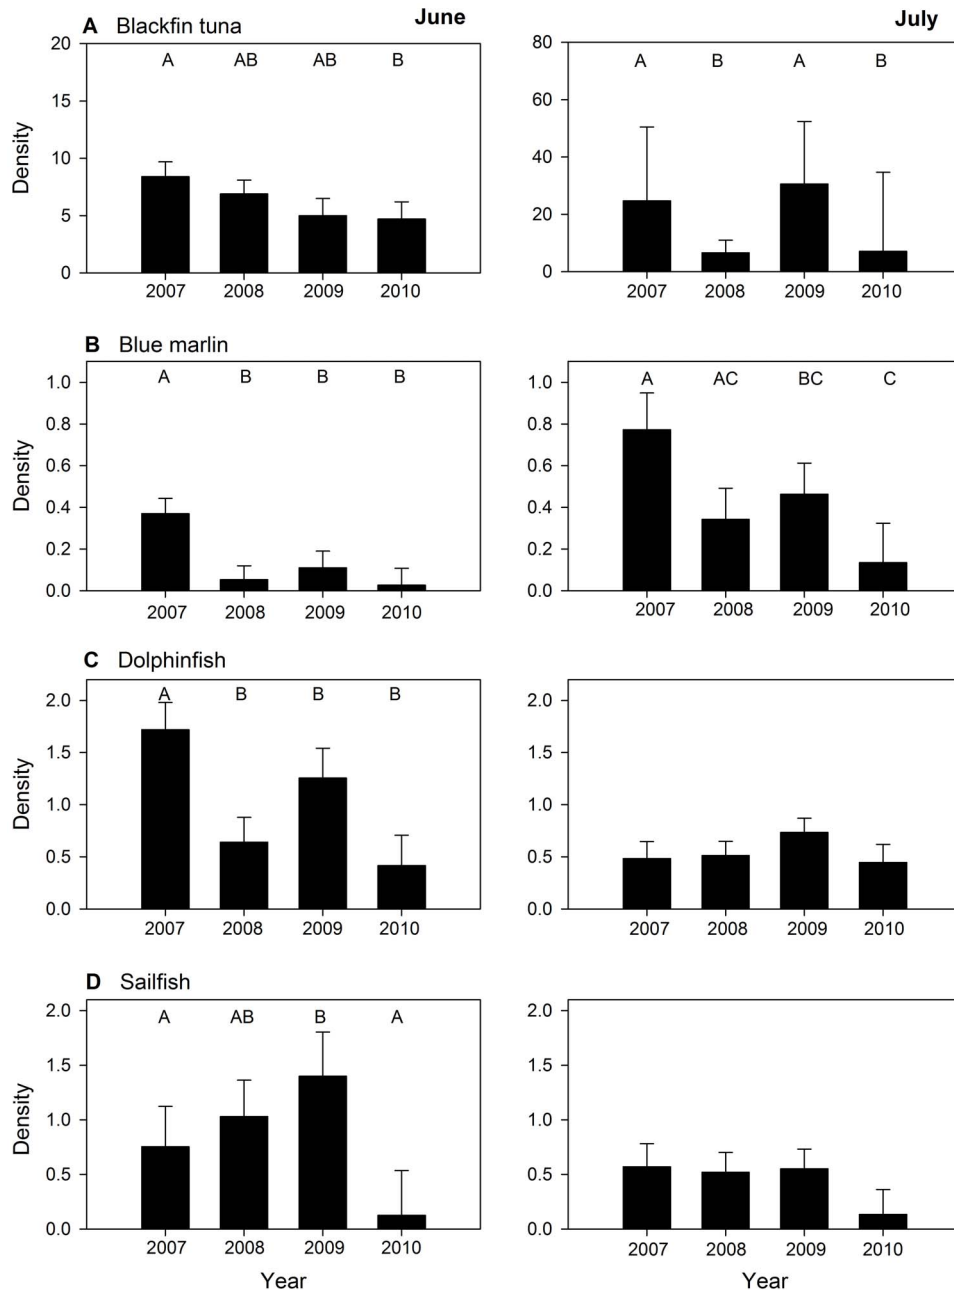 June
July
A Blackfin tuna
20
15
10
5
0
Density
A AB AB B
2007 2008 2009 2010
80
60
40
20
0
A B A B
2007 2008 2009 2010
B Blue marlin
1.0
0.8
0.6
0.4
0.2
0.0
Density
A B B B
2007 2008 2009 2010
1.0
0.8
0.6
0.4
0.2
0.0
A AC BC C
2007 2008 2009 2010
C Dolphinfish
2.0
1.5
1.0
0.5
0.0
Density
A B B B
2007 2008 2009 2010
2.0
1.5
1.0
0.5
0.0
2007 2008 2009 2010
D Sailfish
2.0
1.5
1.0
0.5
0.0
Density
A AB B A
2007 2008 2009 2010
Year
2.0
1.5
1.0
0.5
0.0
2007 2008 2009 2010
Year